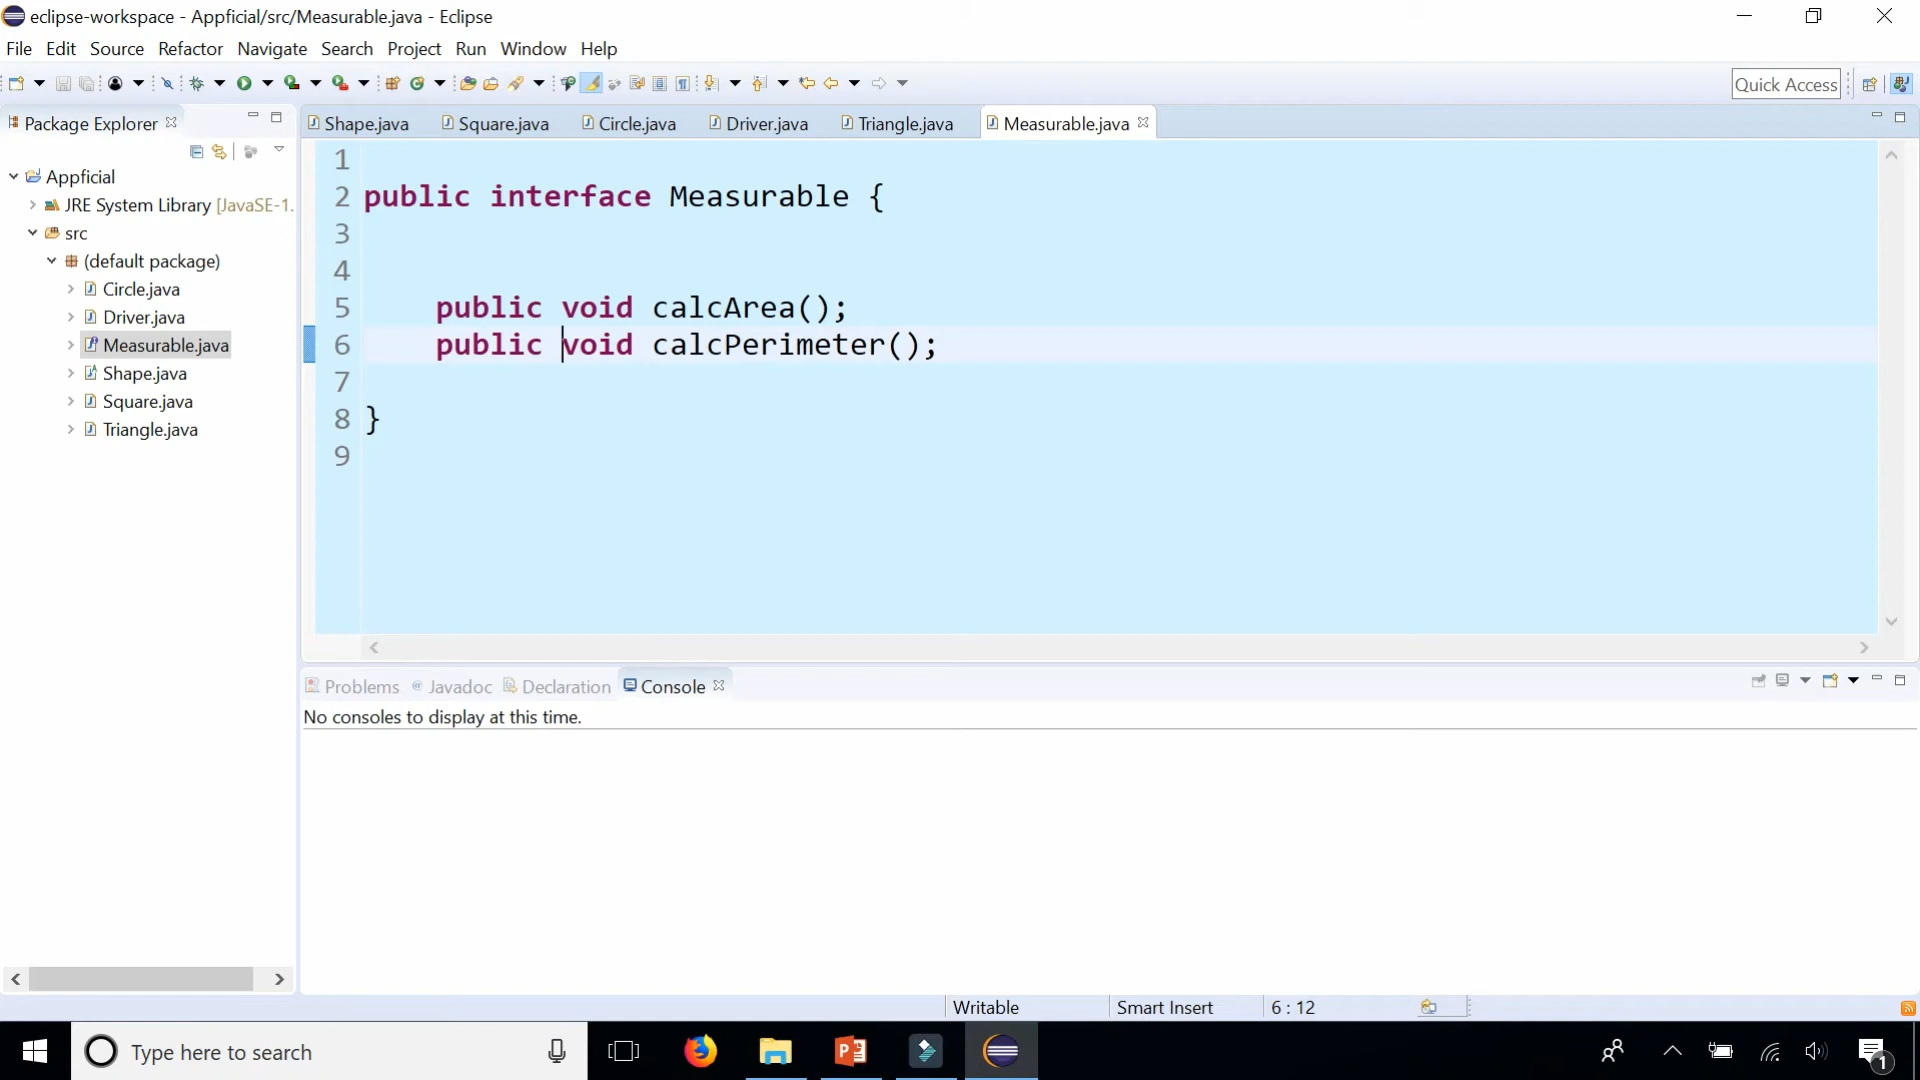 eclipse-workspace - Appficial/src/Measurable.java - Eclipse
File Edit Source Refactor Navigate Search Project Run Window Help
Quick Access
Package Explorer
Shape.java Square.java Circle.java Driver.java Triangle.java Measurable.java
Appficial
JRE System Library [JavaSE-1.
src
(default package)
Circle.java
Driver.java
Measurable.java
Shape.java
Square.java
Triangle.java
1
2 public interface Measurable {
3
4
5 public void calcArea();
6 public void calcPerimeter();
7
8 }
9
Problems @ Javadoc Declaration Console
No consoles to display at this time.
Writable Smart Insert 6 : 12
Type here to search
1